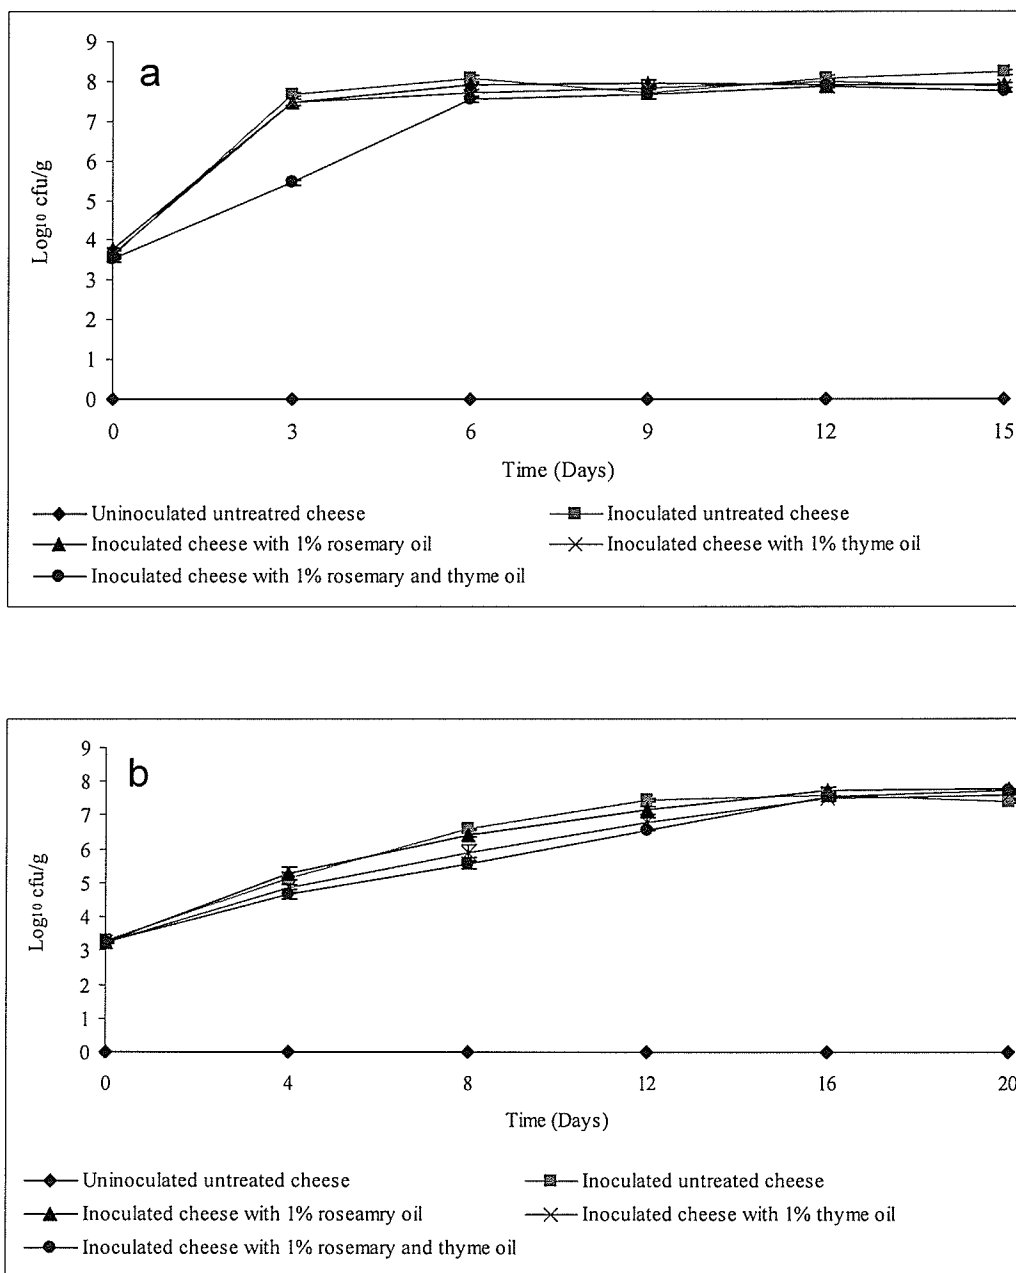 a
9
8
7
6
5
4
3
2
1
0
Log10 cfu/g
0 3 6 9 12 15
Time (Days)
Uninoculated untreatred cheese
Inoculated untreated cheese
Inoculated cheese with 1% rosemary oil
Inoculated cheese with 1% thyme oil
Inoculated cheese with 1% rosemary and thyme oil
b
9
8
7
6
5
4
3
2
1
0
Log10 cfu/g
0 4 8 12 16 20
Time (Days)
Uninoculated untreated cheese
Inoculated untreated cheese
Inoculated cheese with 1% roseamry oil
Inoculated cheese with 1% thyme oil
Inoculated cheese with 1% rosemary and thyme oil